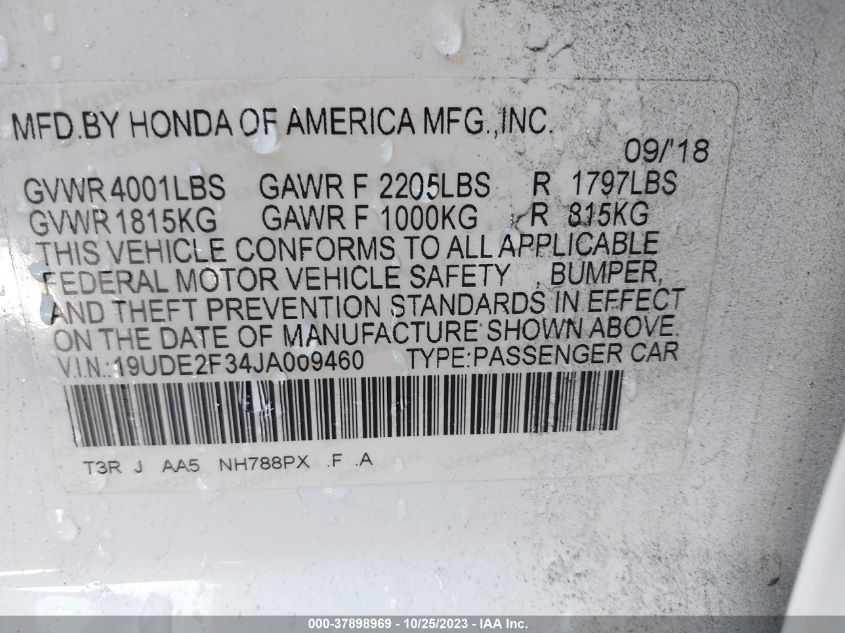 MFD.BY HONDA OF AMERICA MFG.,INC.
09/'18
GVWR 4001LBS GAWR F 2205LBS R 1797LBS
GVWR 1815KG GAWR F 1000KG R 815KG
THIS VEHICLE CONFORMS TO ALL APPLICABLE
FEDERAL MOTOR VEHICLE SAFETY , BUMPER,
AND THEFT PREVENTION STANDARDS IN EFFECT
ON THE DATE OF MANUFACTURE SHOWN ABOVE.
V.I.N.:19UDE2F34JA009460 TYPE:PASSENGER CAR
T3R J AA5 NH788PX .F .A
000-37898969 - 10/25/2023 - IAA Inc.